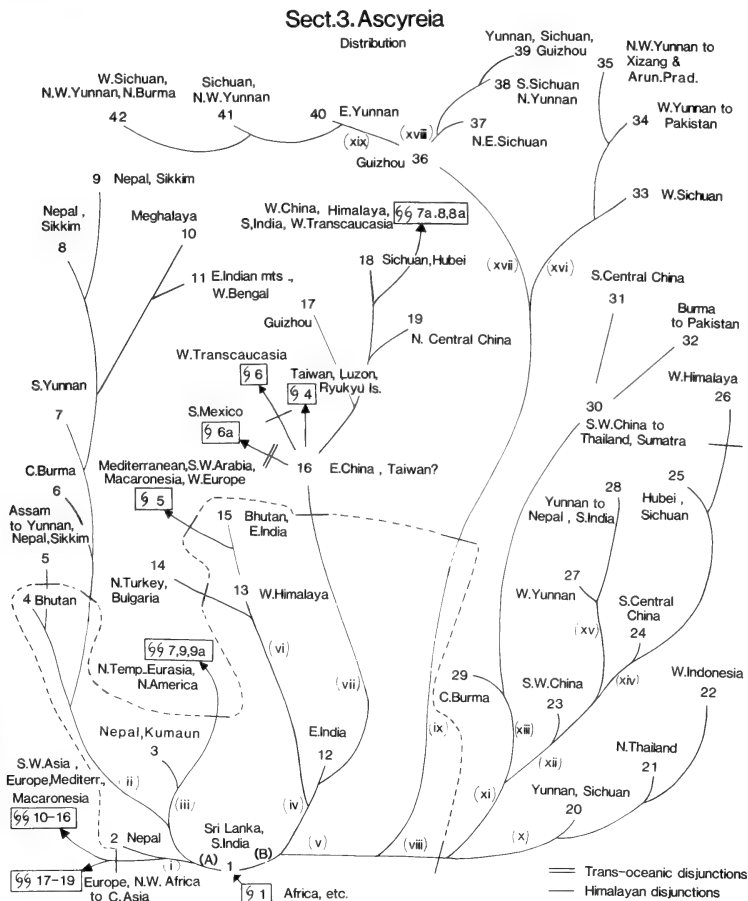 Sect.3. Ascyreia
Distribution
Yunnan, Sichuan,
39 Guizhou
N.W.Yunnan to
35 Xizang &
Arun.Prad.
W.Sichuan,
N.W.Yunnan, N.Burma
42
Sichuan,
N.W.Yunnan
41
40 E.Yunnan
(xix)
(xviii)
38 S.Sichuan
N.Yunnan
37
N.E.Sichuan
W.Yunnan to
34 Pakistan
Guizhou 36
33 W.Sichuan
9 Nepal, Sikkim
Nepal,
Sikkim
8
Meghalaya
10
W.China, Himalaya,
S,India, W.Transcaucasia
§§ 7a.8,8a
(xvii)
(xvi)
18 Sichuan,Hubei
11 E.Indian mts .,
W.Bengal
17
Guizhou
19
N. Central China
S.Central China
31
Burma
to Pakistan
32
W.Transcaucasia
§ 6
Taiwan, Luzon,
Ryukyu Is.
§ 4
S.Yunnan
7
S.Mexico
§ 6a
W.Himalaya
26
30
S.W.China to
Thailand, Sumatra
16 E.China , Taiwan?
C.Burma
6
Mediterranean,S.W.Arabia,
Macaronesia, W.Europe
§ 5
25
Hubei,
Sichuan
28
Yunnan to
Nepal , S.India
Assam
to Yunnan,
Nepal,Sikkim
5
15 Bhutan,
E.India
14
N.Turkey,
Bulgaria
13 W.Himalaya
27
W.Yunnan
4 Bhutan
S.Central
China
24
(xv)
(vi)
§§ 7,9,9a
N.Temp.Eurasia,
N.America
(vii)
29
C.Burma
S.W.China
23
(xiv)
W.Indonesia
22
Nepal,Kumaun
3
E.India
12
(ix)
(xiii)
(xii)
N.Thailand
21
S.W.Asia ,
Europe,Mediterr.,
Macaronesia
§§ 10-16
(ii)
(iii)
(iv)
(xi)
Yunnan, Sichuan
20
2 Nepal
(i)
Sri Lanka,
S.India
(A) 1 (B)
(v)
(viii)
(x)
§§ 17-19
Europe, N.W. Africa
to C.Asia
§ 1
Africa, etc.
Trans-oceanic disjunctions
Himalayan disjunctions